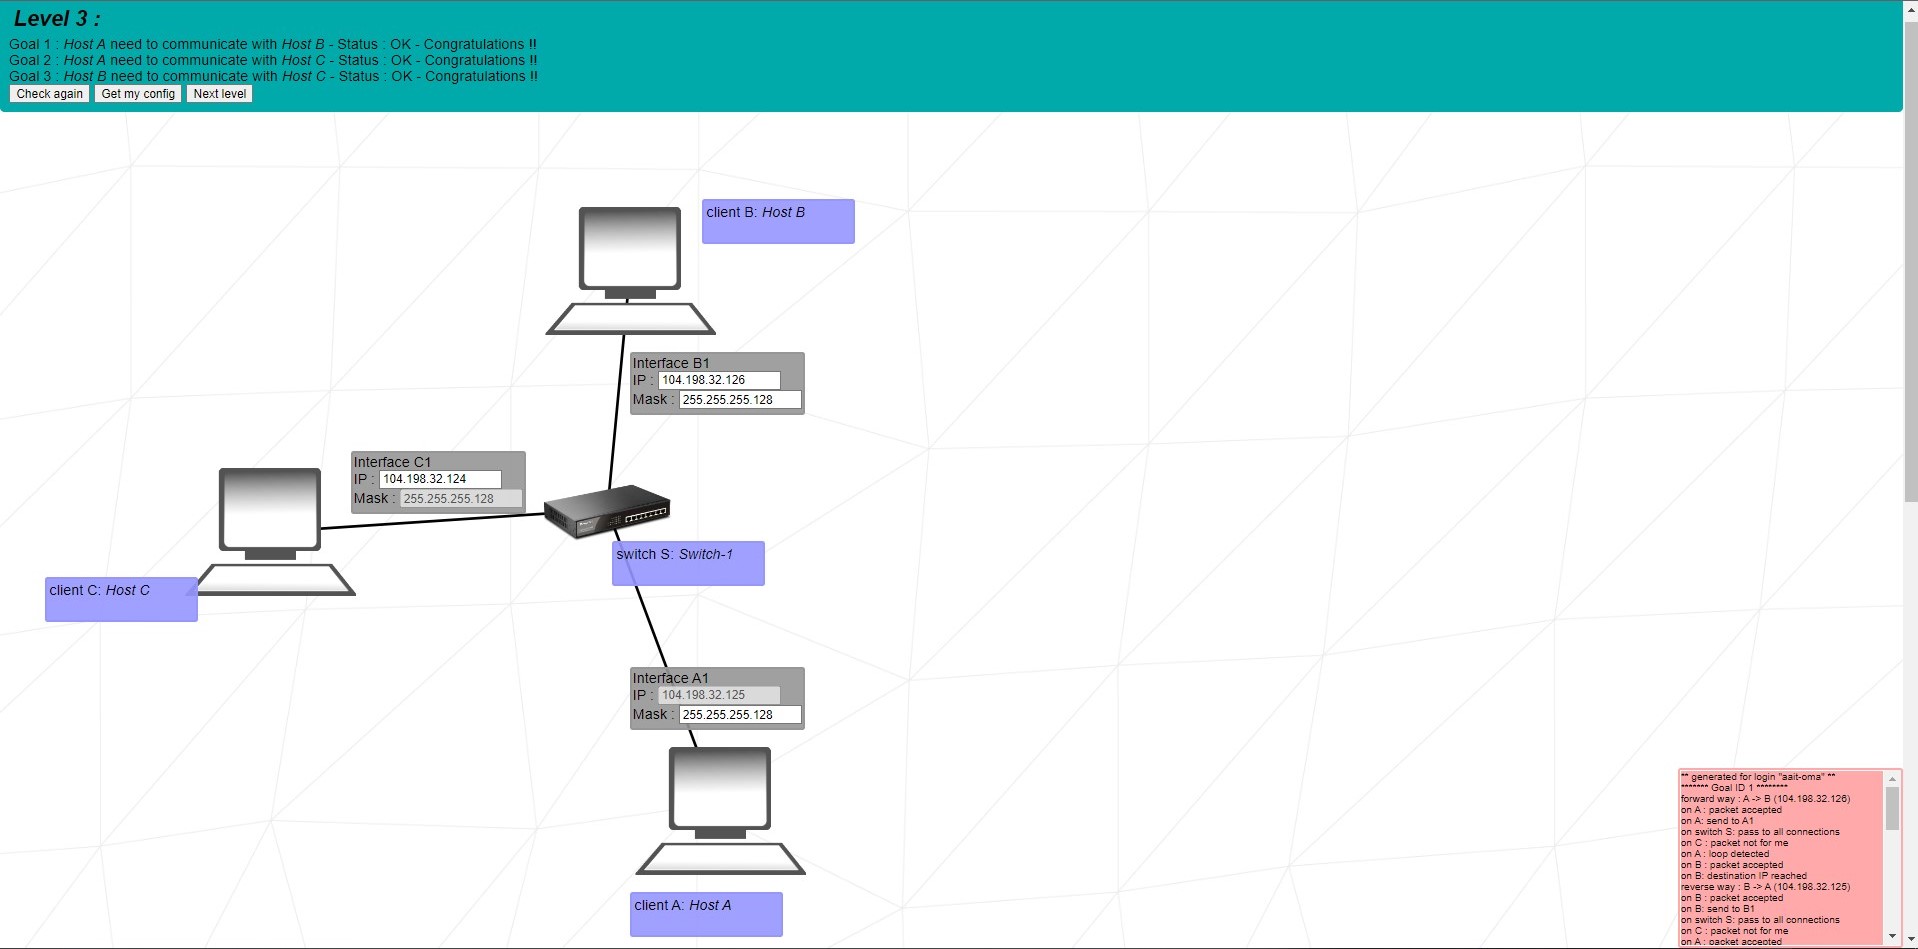 Level 3 :
Goal 1 : Host A need to communicate with Host B - Status : OK - Congratulations !!
Goal 2 : Host A need to communicate with Host C - Status : OK - Congratulations !!
Goal 3 : Host B need to communicate with Host C - Status : OK - Congratulations !!
Check again Get my config Next level
client B: Host B
Interface B1
IP : 104.198.32.126
Mask : 255.255.255.128
Interface C1
IP : 104.198.32.124
Mask : 255.255.255.128
switch S: Switch-1
client C: Host C
Interface A1
IP : 104.198.32.125
Mask : 255.255.255.128
client A: Host A
** generated for login "aait-oma" **
******* Goal ID 1 ********
forward way : A -> B (104.198.32.126)
on A : packet accepted
on A: send to A1
on switch S: pass to all connections
on C : packet not for me
on A : loop detected
on B : packet accepted
on B: destination IP reached
reverse way : B -> A (104.198.32.125)
on B : packet accepted
on B: send to B1
on switch S: pass to all connections
on C : packet not for me
on A : packet accepted